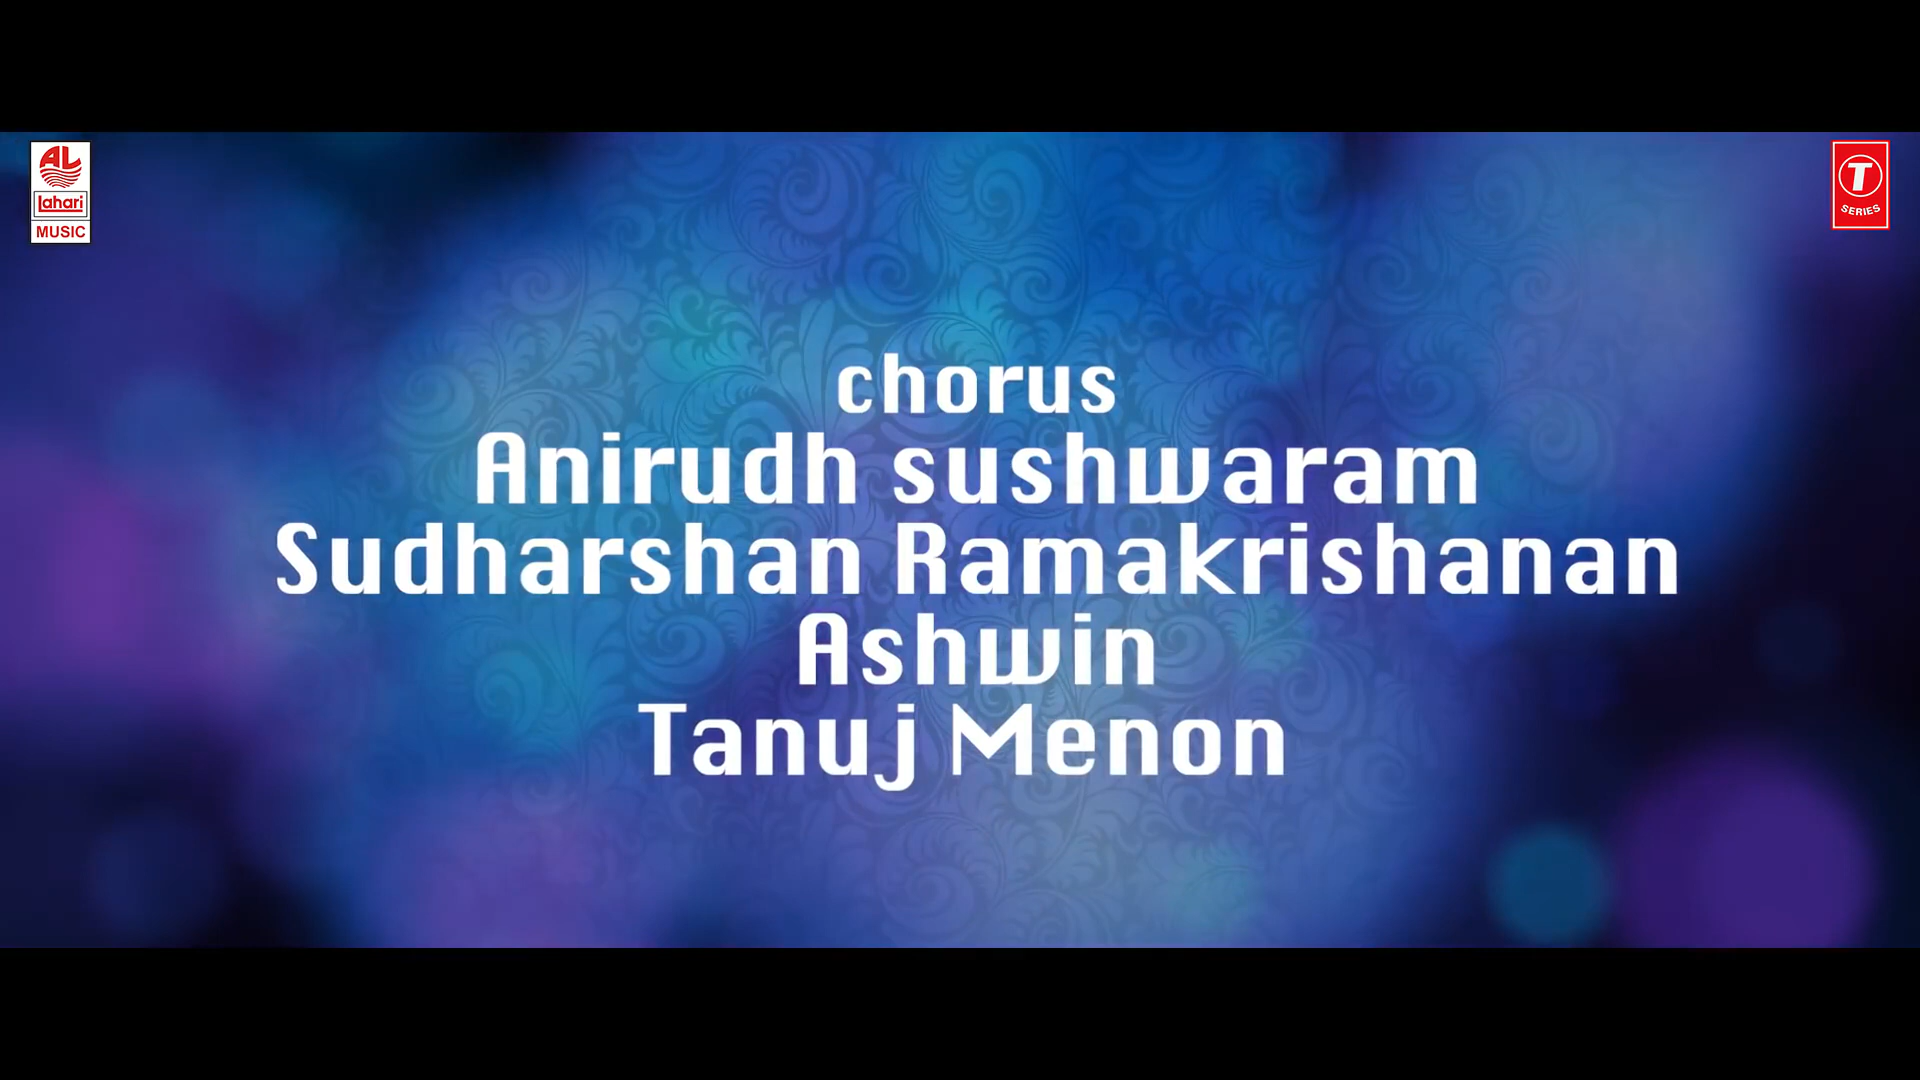 AL
lahari
MUSIC
T
SERIES
chorus
Anirudh sushwaram
Sudharshan Ramakrishanan
Ashwin
Tanuj Menon